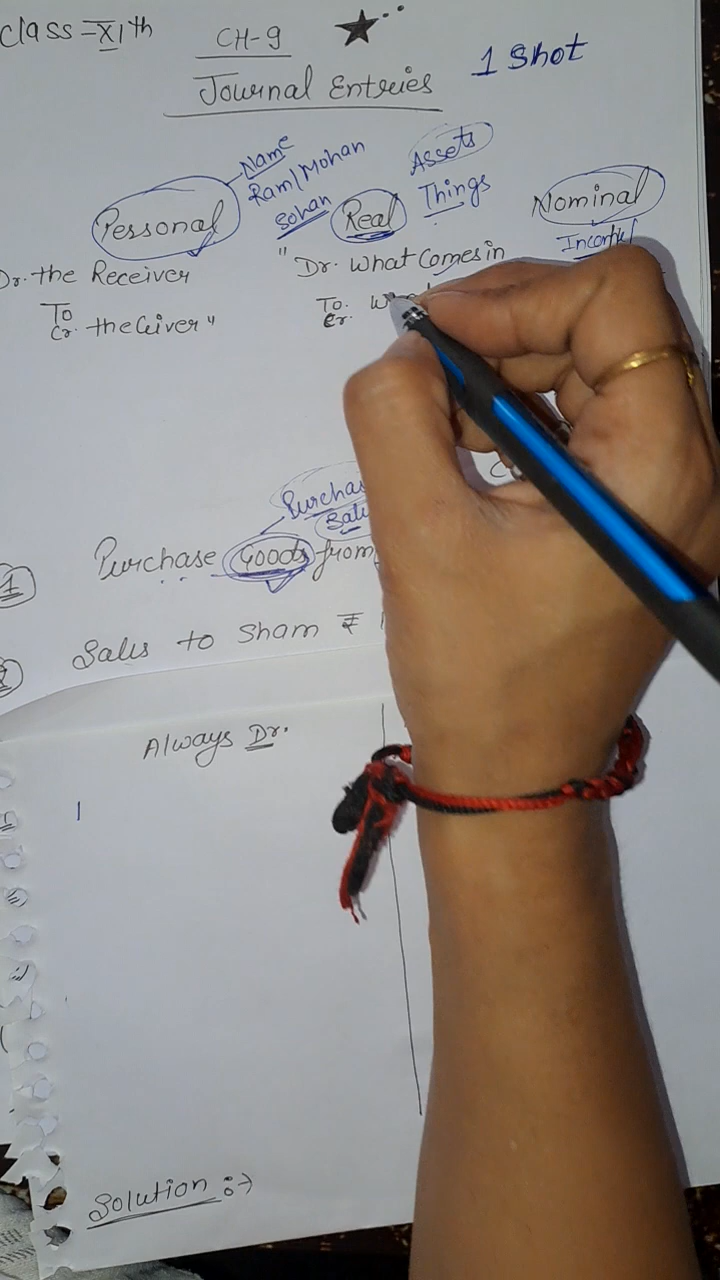 Class = XIth
CH-9
1 Shot
Journal Entries
Name
Ram/Mohan
Sohan
Assets
Things
Personal
Real
Nominal
Dr. the Receiver
To
Cr. the Giver"
" Dr. What Comes in
To.
Cr.
1 Purchase Goods from
Sales to Sham ₹
Always Dr.
Solution :-)